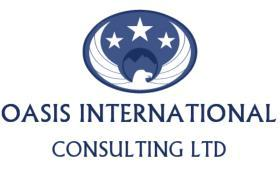 OASIS INTERNATIONAL
CONSULTING LTD